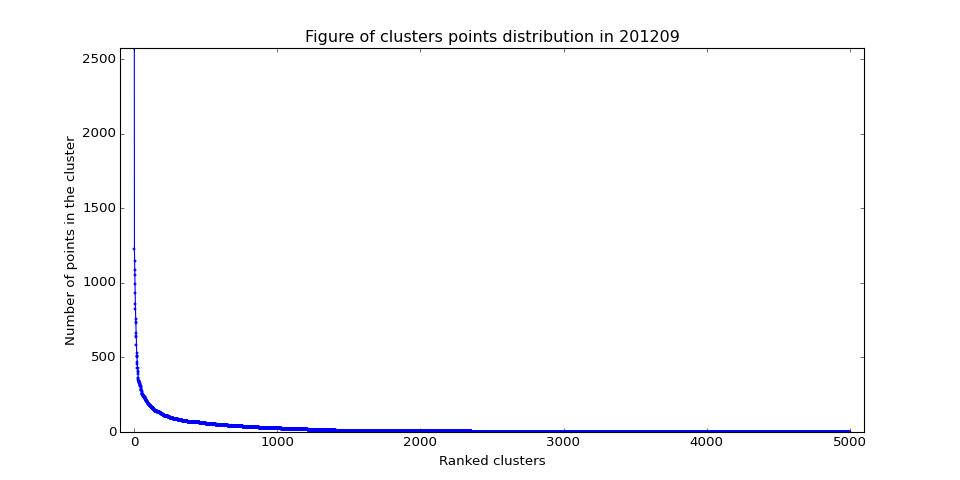 Figure of clusters points distribution in 201209
2500
2000
1500
1000
500
0
Number of points in the cluster
0 1000 2000 3000 4000 5000
Ranked clusters